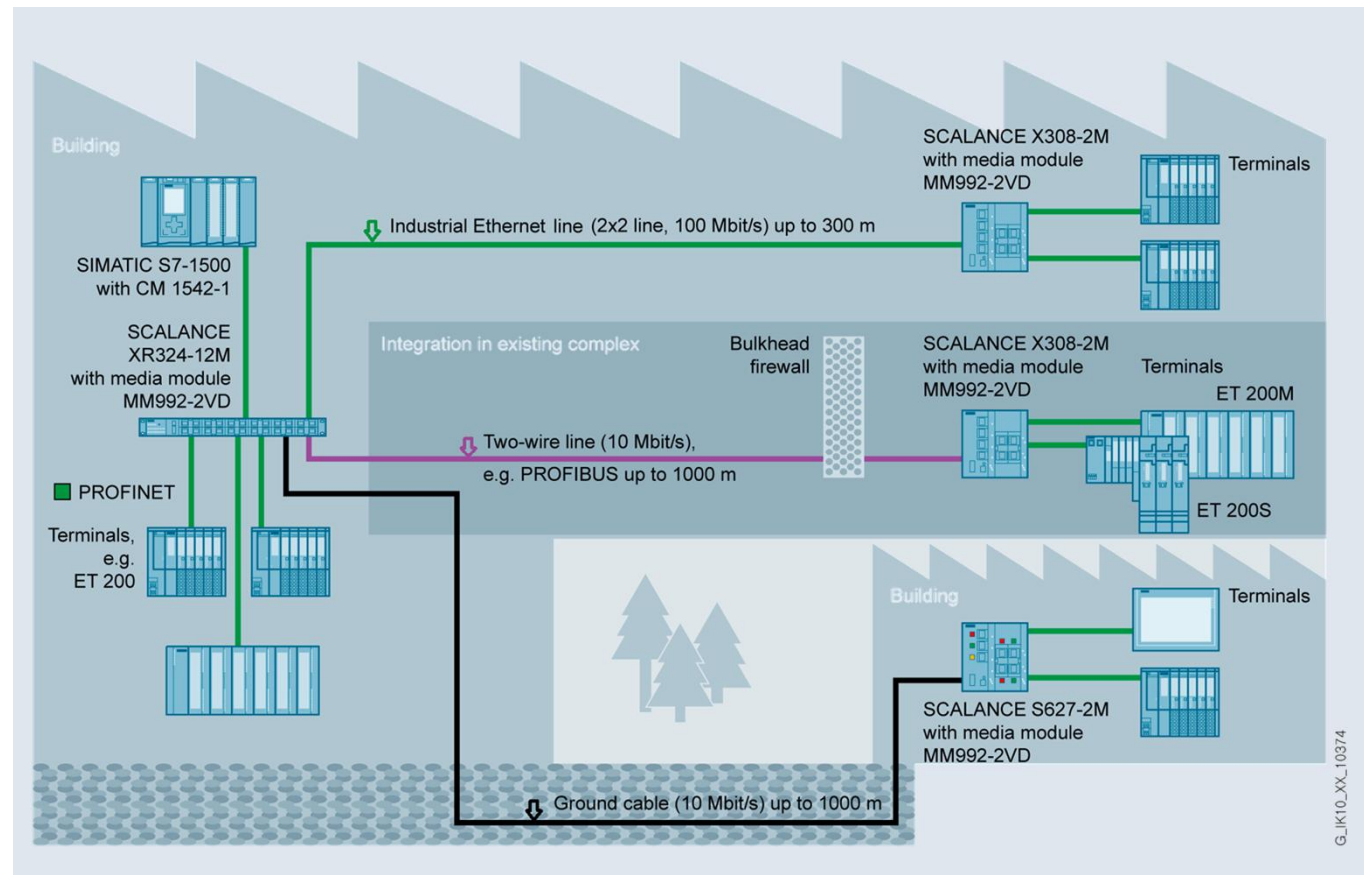 Building
SIMATIC S7-1500
with CM 1542-1
SCALANCE
XR324-12M
with media module
MM992-2VD
PROFINET
Terminals,
e.g.
ET 200
Industrial Ethernet line (2x2 line, 100 Mbit/s) up to 300 m
SCALANCE X308-2M
with media module
MM992-2VD
Terminals
Integration in existing complex
Bulkhead
firewall
Two-wire line (10 Mbit/s),
e.g. PROFIBUS up to 1000 m
SCALANCE X308-2M
with media module
MM992-2VD
Terminals
ET 200M
ET 200S
Building
Terminals
SCALANCE S627-2M
with media module
MM992-2VD
Ground cable (10 Mbit/s) up to 1000 m
G_IK10_XX_10374